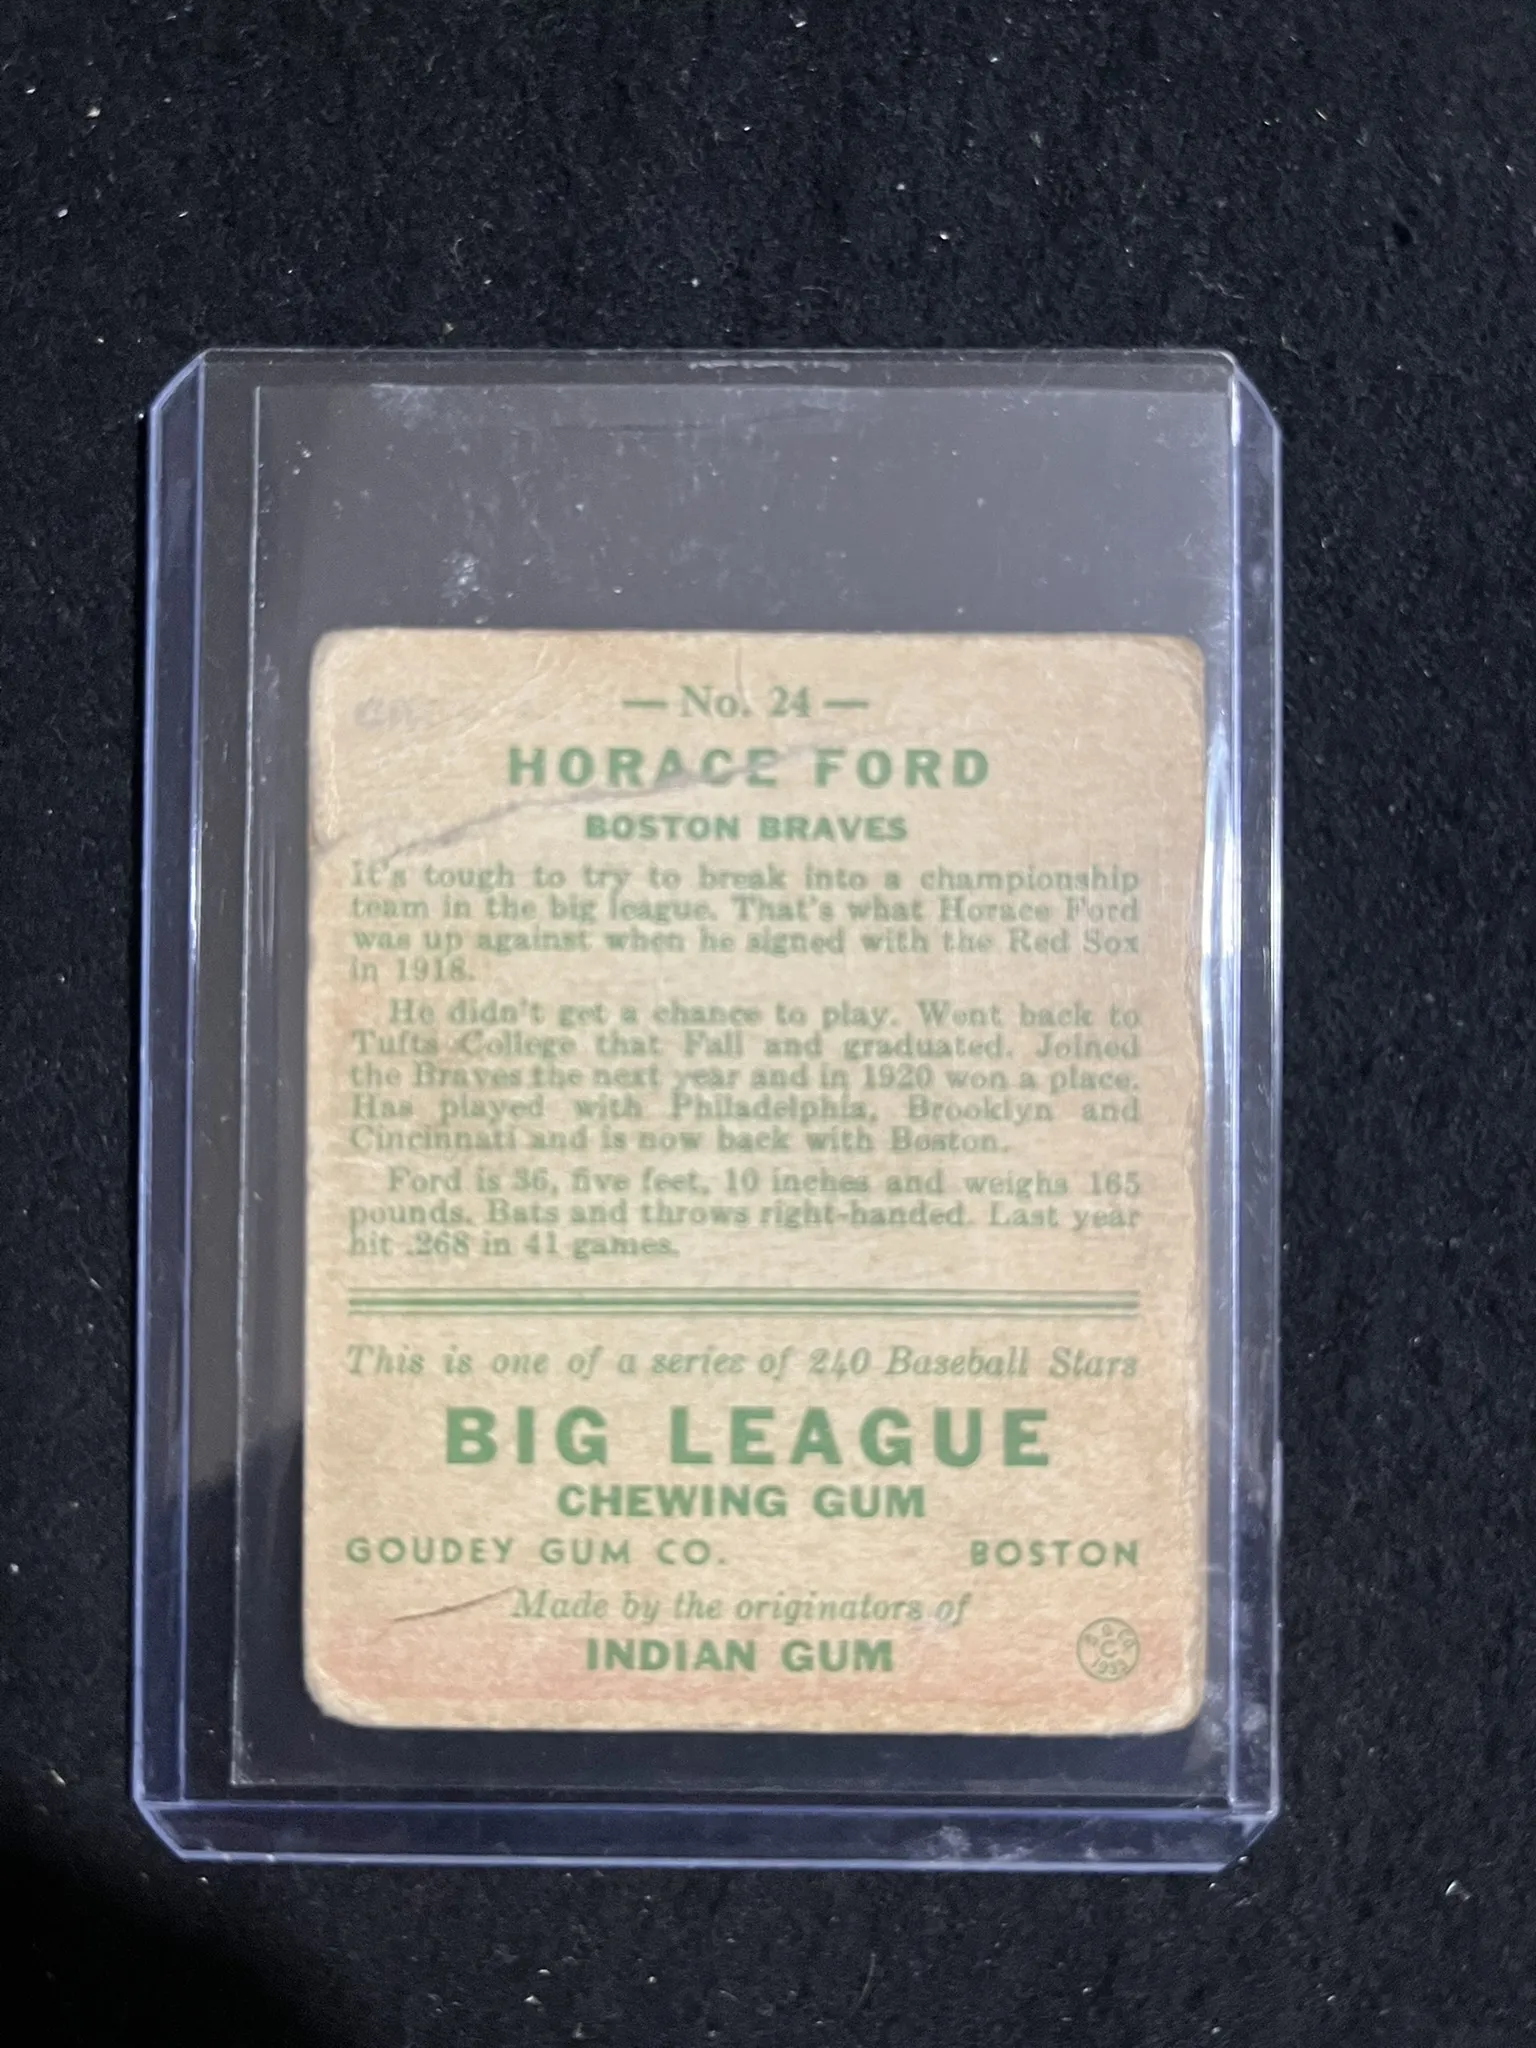 — No. 24 —
HORACE FORD
BOSTON BRAVES
It's tough to try to break into a championship
team in the big league. That's what Horace Ford
was up against when he signed with the Red Sox
in 1918.
He didn't get a chance to play. Went back to
Tufts College that Fall and graduated. Joined
the Braves the next year and in 1920 won a place.
Has played with Philadelphia, Brooklyn and
Cincinnati and is now back with Boston.
Ford is 36, five feet, 10 inches and weighs 165
pounds. Bats and throws right-handed. Last year
hit .268 in 41 games.
This is one of a series of 240 Baseball Stars
BIG LEAGUE
CHEWING GUM
GOUDEY GUM CO. BOSTON
Made by the originators of
INDIAN GUM
C